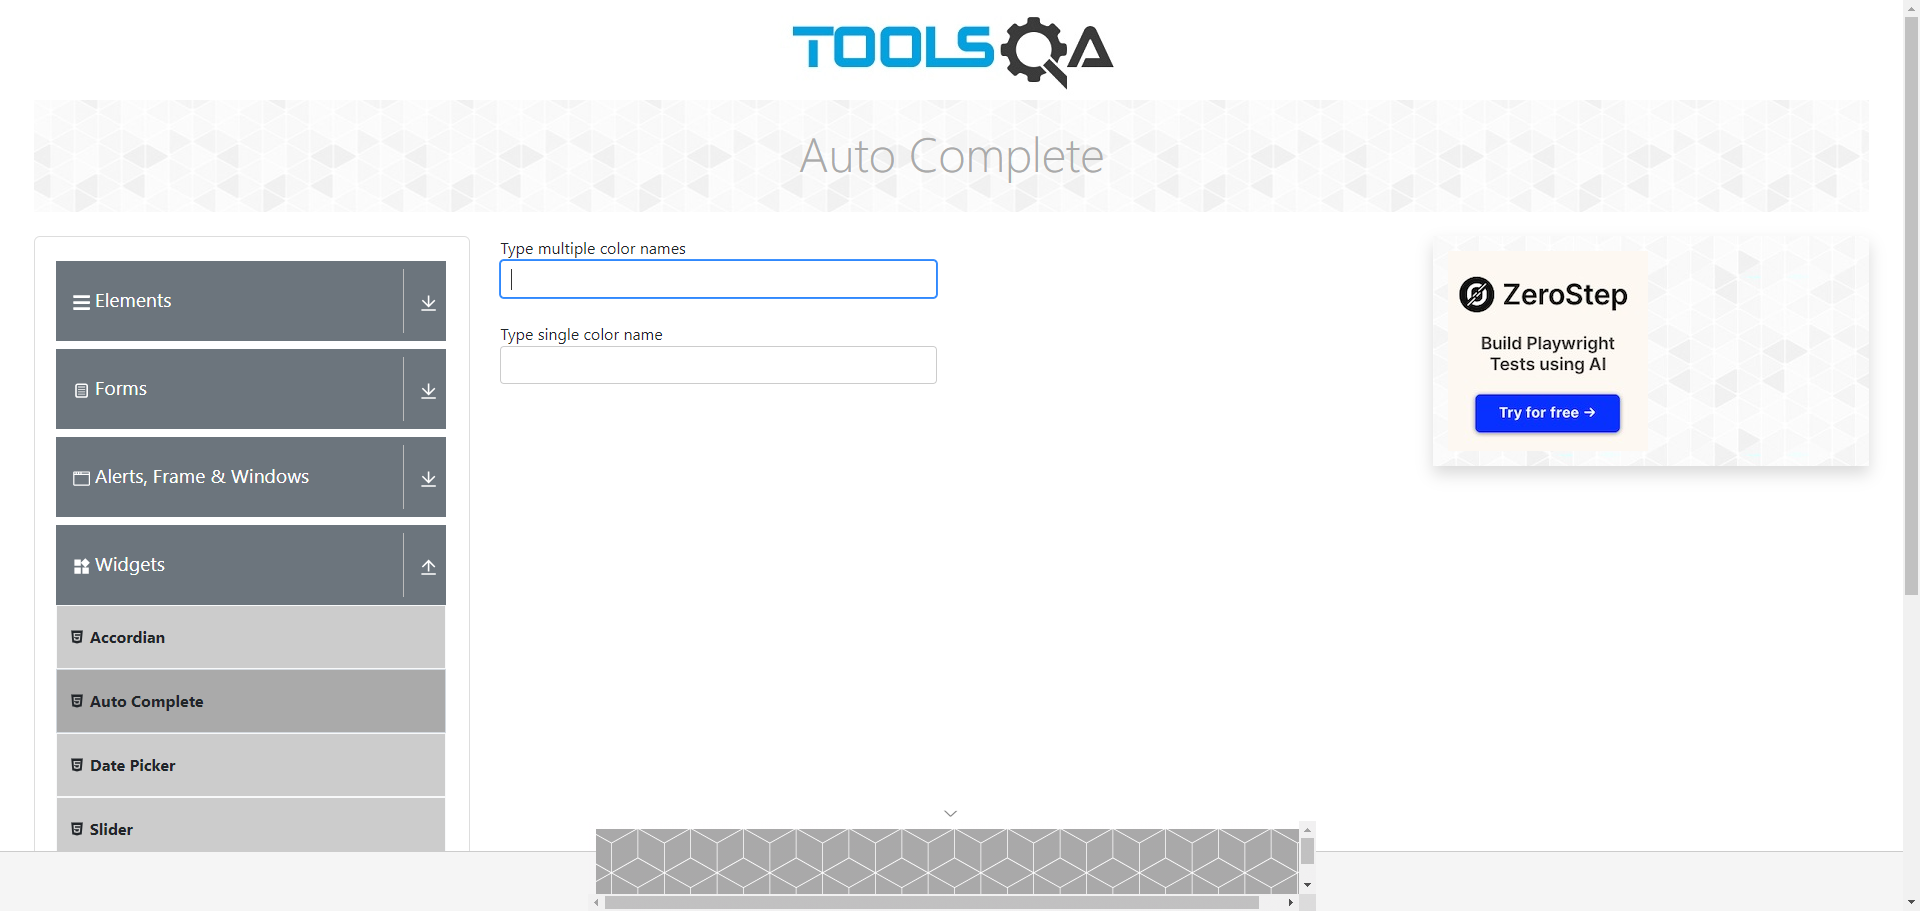 TOOLSQA
Auto Complete
Elements
Forms
Alerts, Frame & Windows
Widgets
Accordian
Auto Complete
Date Picker
Slider
Type multiple color names
Type single color name
ZeroStep
Build Playwright
Tests using AI
Try for free →